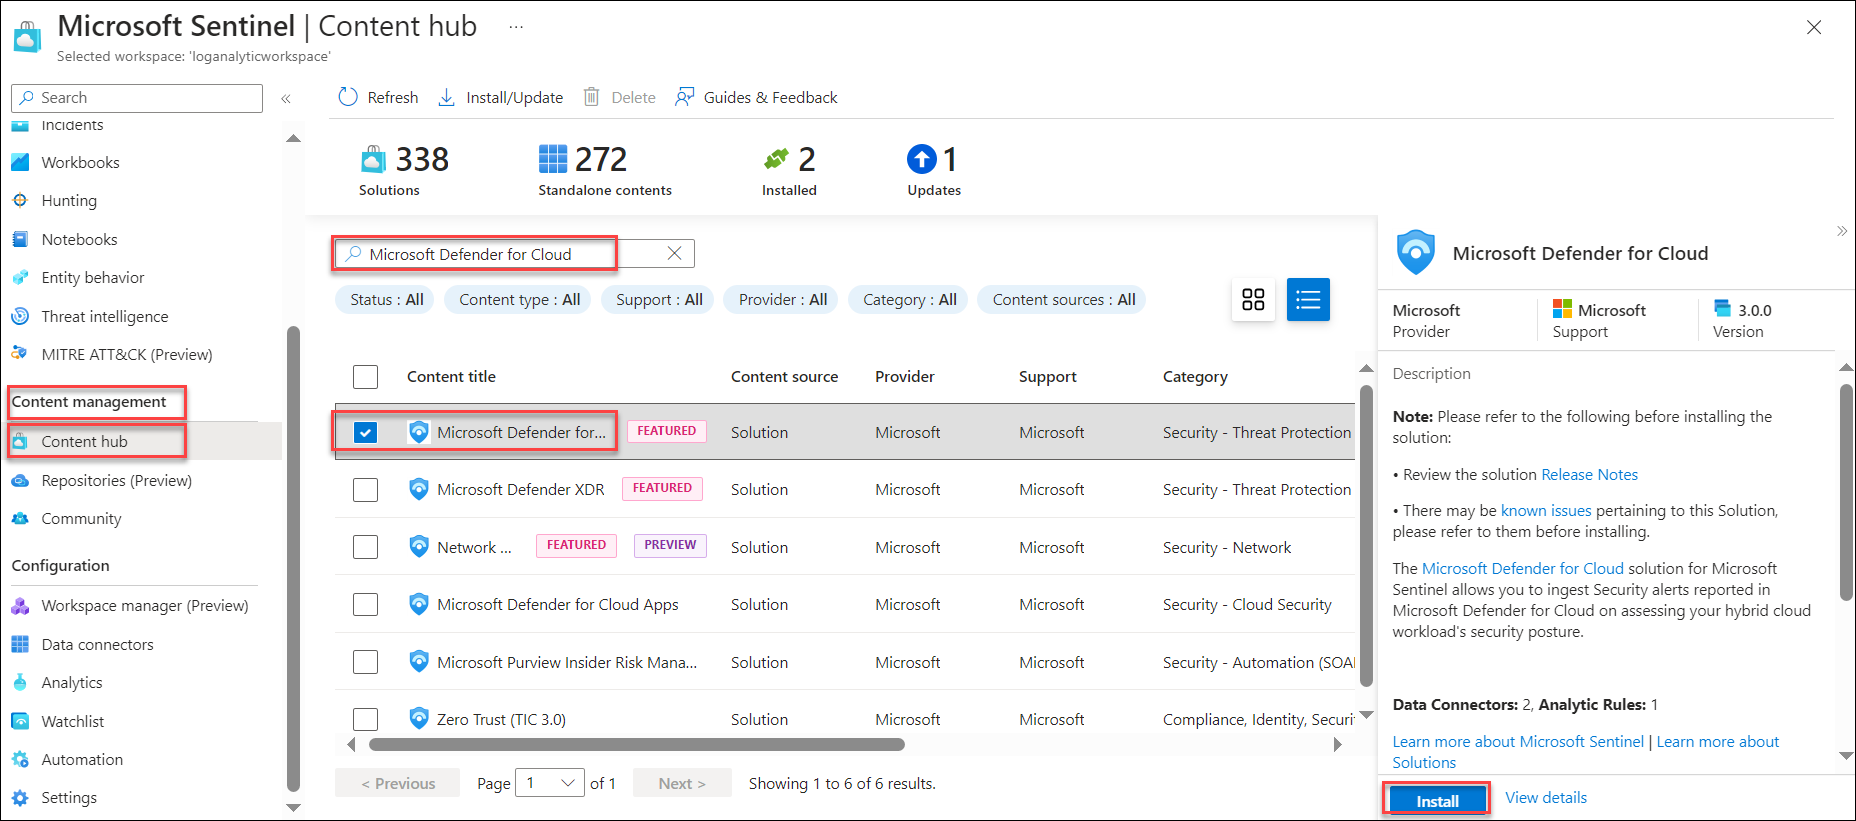 Microsoft Sentinel | Content hub ...
Selected workspace: 'loganalyticworkspace'
Search
«
Incidents
Workbooks
Hunting
Notebooks
Entity behavior
Threat intelligence
MITRE ATT&CK (Preview)
Content management
Content hub
Repositories (Preview)
Community
Configuration
Workspace manager (Preview)
Data connectors
Analytics
Watchlist
Automation
Settings
Refresh Install/Update Delete Guides & Feedback
338 272 2 1
Solutions Standalone contents Installed Updates
Microsoft Defender for Cloud
Status : All Content type : All Support : All Provider : All Category : All Content sources : All
Content title Content source Provider Support Category
Microsoft Defender for... FEATURED Solution Microsoft Microsoft Security - Threat Protection
Microsoft Defender XDR FEATURED Solution Microsoft Microsoft Security - Threat Protection
Network ... FEATURED PREVIEW Solution Microsoft Microsoft Security - Network
Microsoft Defender for Cloud Apps Solution Microsoft Microsoft Security - Cloud Security
Microsoft Purview Insider Risk Mana... Solution Microsoft Microsoft Security - Automation (SOA
Zero Trust (TIC 3.0) Solution Microsoft Microsoft Compliance, Identity, Securi
< Previous Page 1 of 1 Next > Showing 1 to 6 of 6 results.
»
Microsoft Defender for Cloud
Microsoft Microsoft 3.0.0
Provider Support Version
Description
Note: Please refer to the following before installing the
solution:
• Review the solution Release Notes
• There may be known issues pertaining to this Solution,
please refer to them before installing.
The Microsoft Defender for Cloud solution for Microsoft
Sentinel allows you to ingest Security alerts reported in
Microsoft Defender for Cloud on assessing your hybrid cloud
workload's security posture.
Data Connectors: 2, Analytic Rules: 1
Learn more about Microsoft Sentinel | Learn more about
Solutions
Install View details